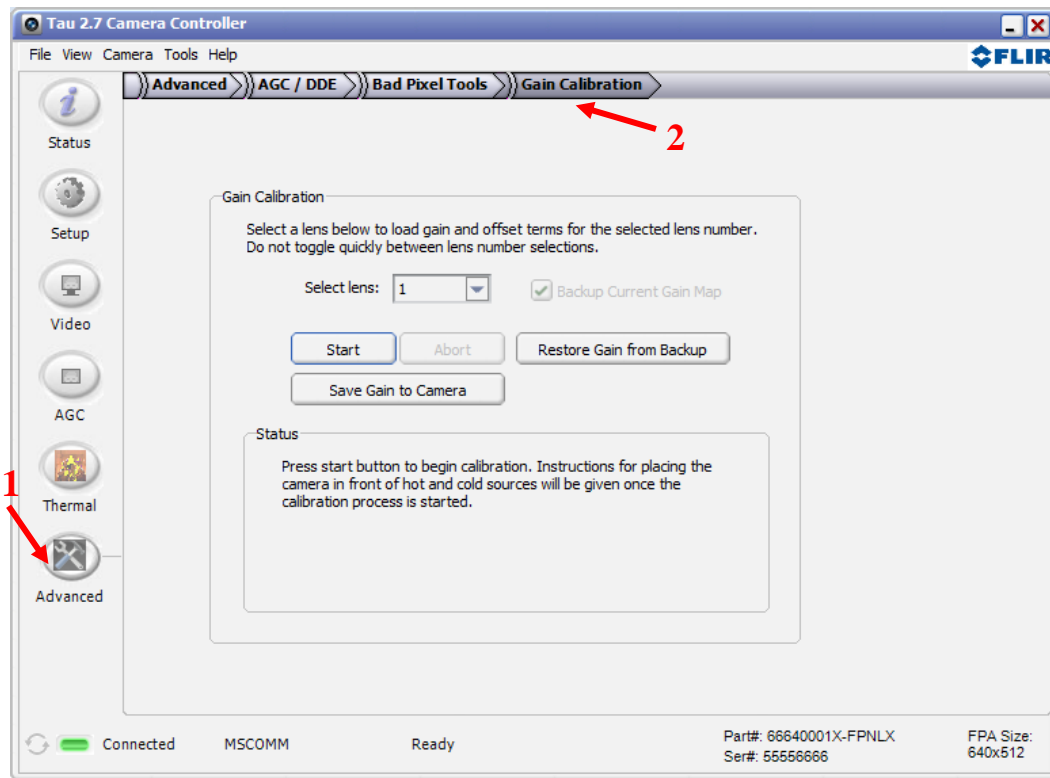 Tau 2.7 Camera Controller
File View Camera Tools Help
FLIR
Advanced AGC / DDE Bad Pixel Tools Gain Calibration
2
Status
Setup
Video
AGC
1
Thermal
Advanced
Gain Calibration
Select a lens below to load gain and offset terms for the selected lens number.
Do not toggle quickly between lens number selections.
Select lens: 1 Backup Current Gain Map
Start Abort Restore Gain from Backup
Save Gain to Camera
Status
Press start button to begin calibration. Instructions for placing the
camera in front of hot and cold sources will be given once the
calibration process is started.
Connected MSCOMM Ready
Part#: 66640001X-FPNLX
Ser#: 55556666
FPA Size:
640x512